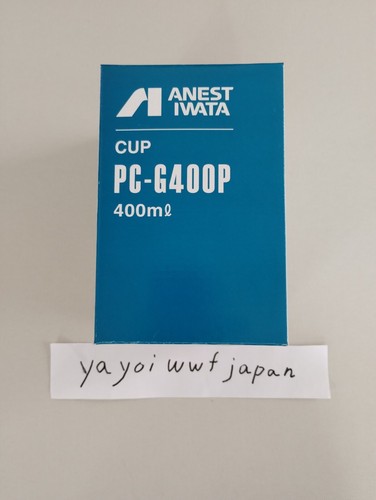 ANEST
IWATA
CUP
PC-G400P
400mℓ
yayoi wwf japan